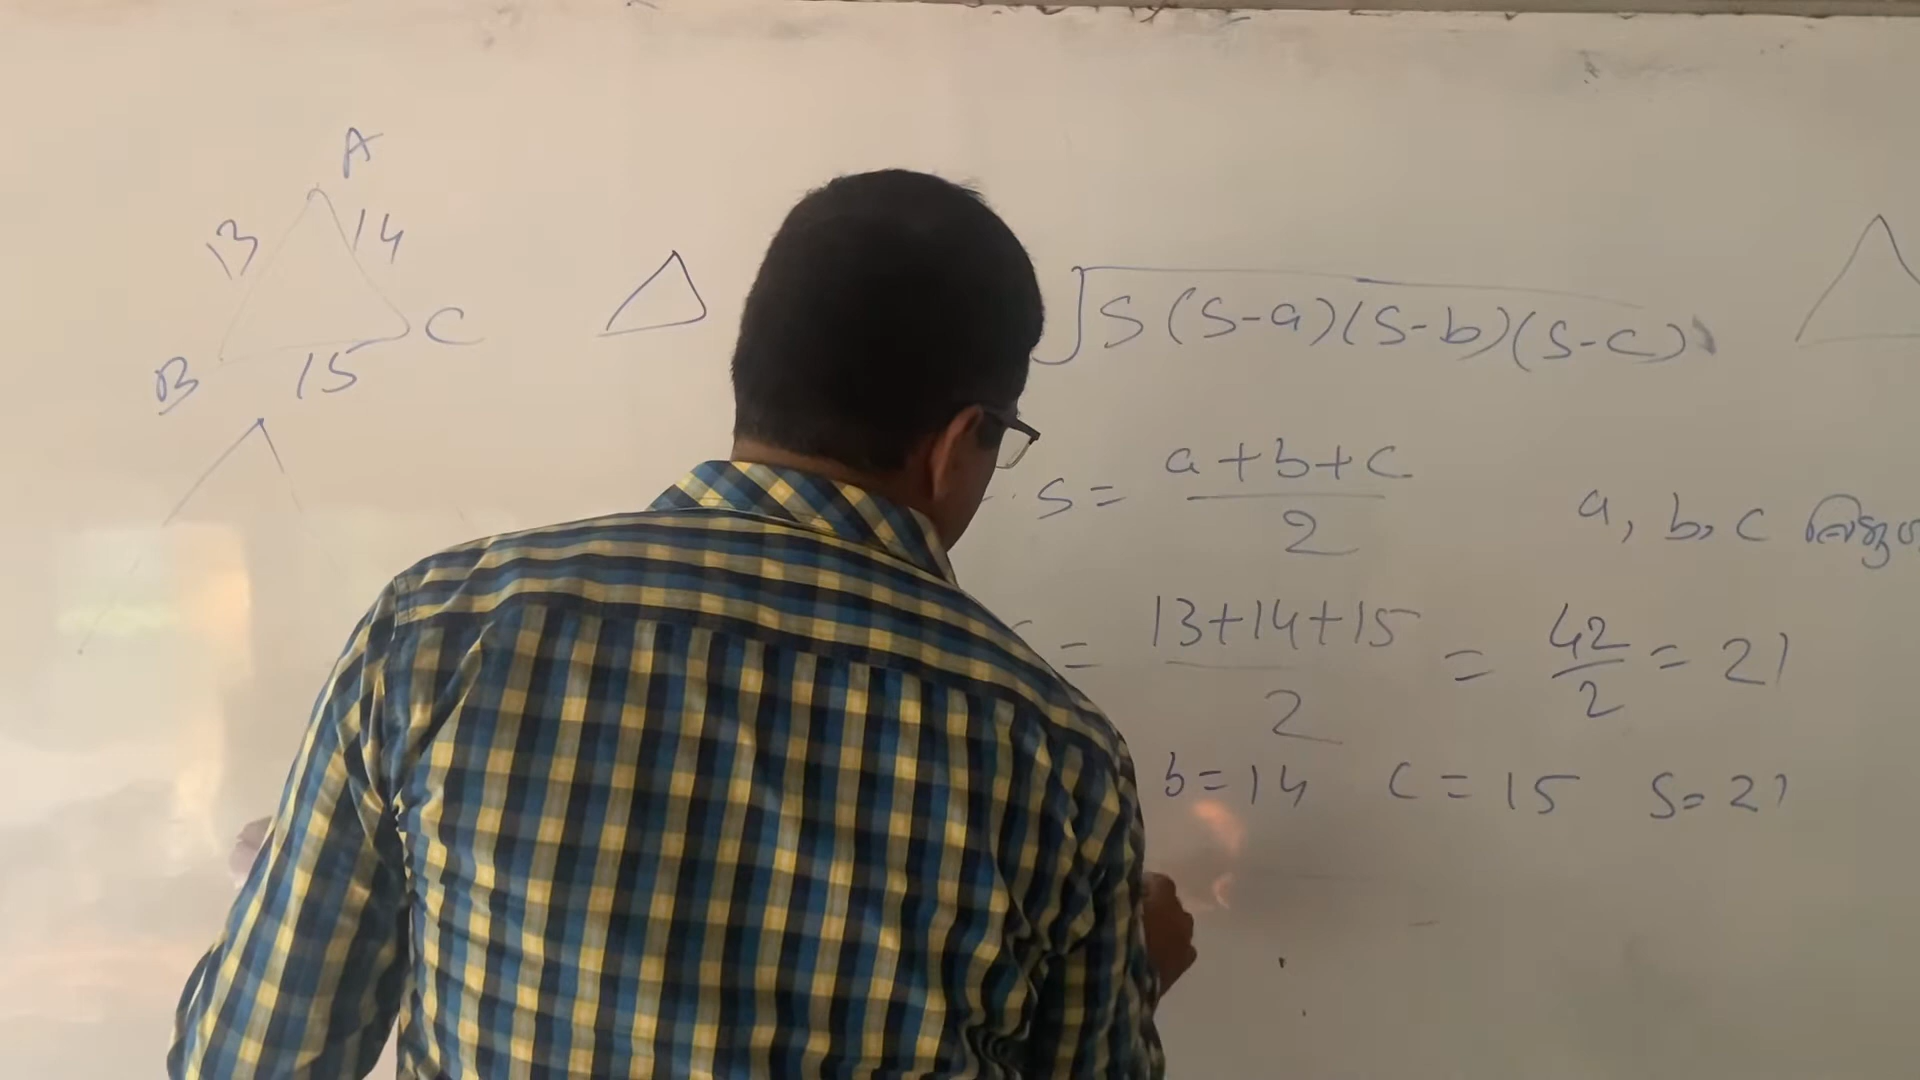 A
13 14
B 15 C
√S(S-a)(S-b)(S-c)
S = a+b+c / 2
a, b, c
= 13+14+15 / 2 = 42 / 2 = 21
b=14 c=15 S=21